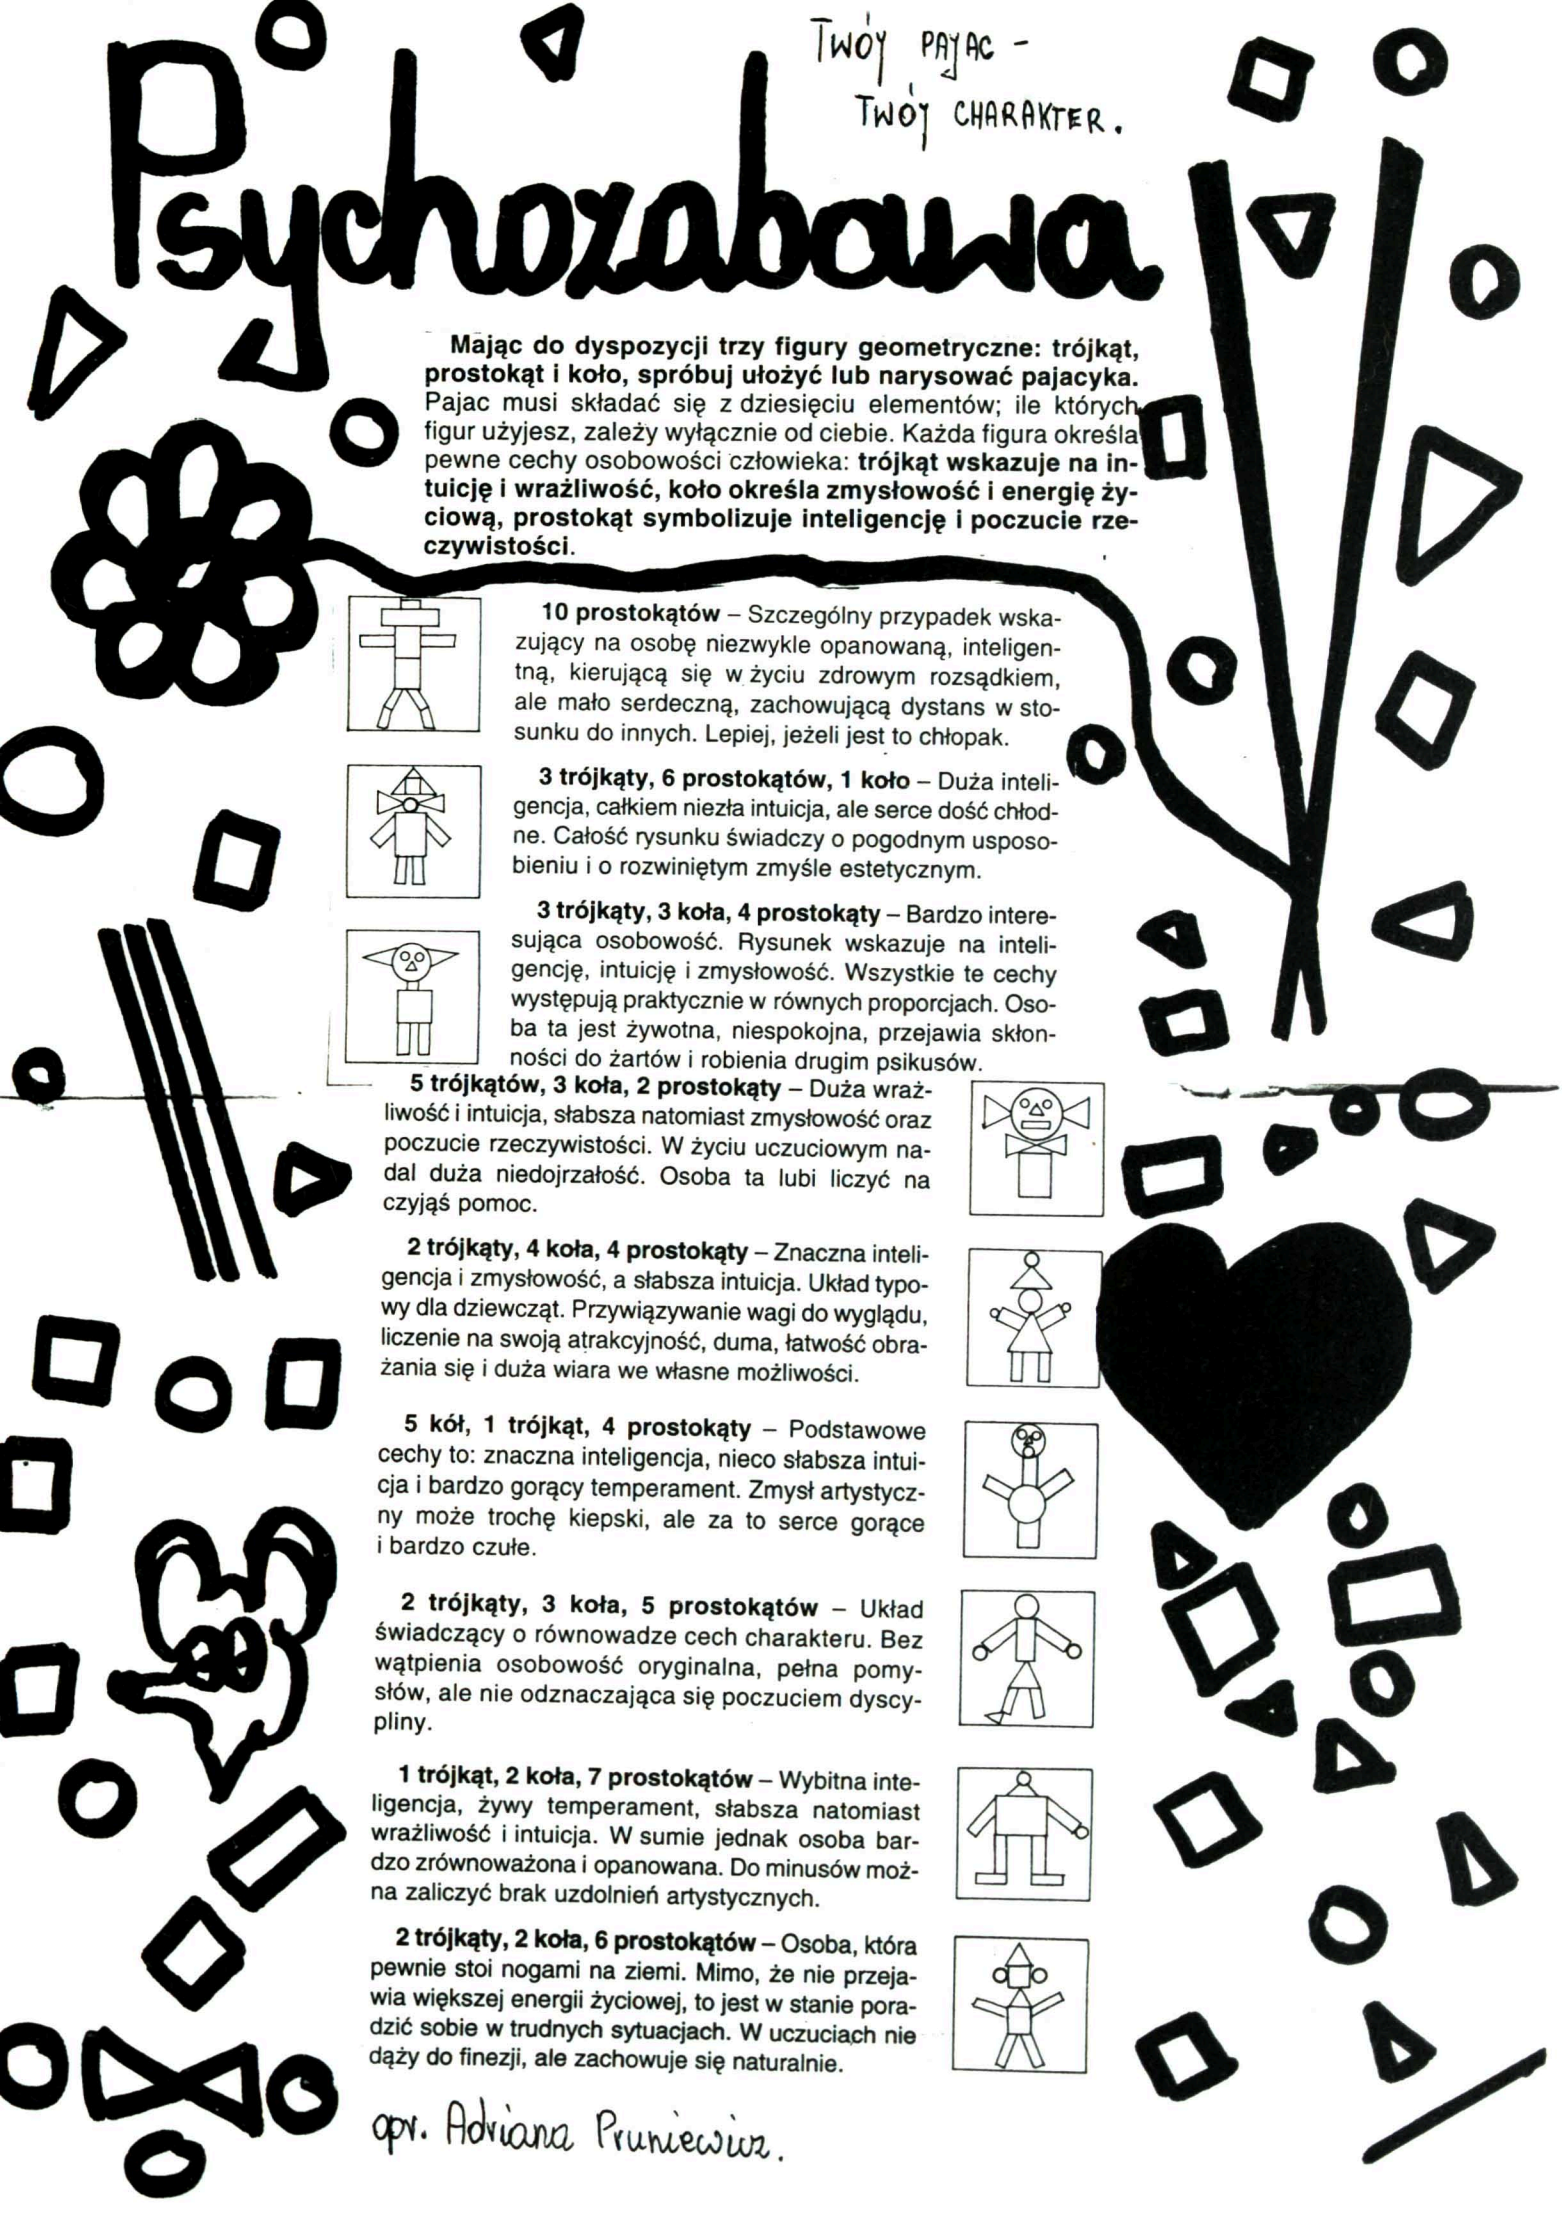 TWÓJ PAJAC -
TWÓJ CHARAKTER.
Psychozabawa
Mając do dyspozycji trzy figury geometryczne: trójkąt,
prostokąt i koło, spróbuj ułożyć lub narysować pajacyka.
Pajac musi składać się z dziesięciu elementów; ile których
figur użyjesz, zależy wyłącznie od ciebie. Każda figura określa
pewne cechy osobowości człowieka: trójkąt wskazuje na in-
tuicję i wrażliwość, koło określa zmysłowość i energię ży-
ciową, prostokąt symbolizuje inteligencję i poczucie rze-
czywistości.
10 prostokątów – Szczególny przypadek wska-
zujący na osobę niezwykle opanowaną, inteligen-
tną, kierującą się w życiu zdrowym rozsądkiem,
ale mało serdeczną, zachowującą dystans w sto-
sunku do innych. Lepiej, jeżeli jest to chłopak.
3 trójkąty, 6 prostokątów, 1 koło – Duża inteli-
gencja, całkiem niezła intuicja, ale serce dość chłod-
ne. Całość rysunku świadczy o pogodnym usposo-
bieniu i o rozwiniętym zmyśle estetycznym.
3 trójkąty, 3 koła, 4 prostokąty – Bardzo intere-
sująca osobowość. Rysunek wskazuje na inteli-
gencję, intuicję i zmysłowość. Wszystkie te cechy
występują praktycznie w równych proporcjach. Oso-
ba ta jest żywotna, niespokojna, przejawia skłon-
ności do żartów i robienia drugim psikusów.
5 trójkątów, 3 koła, 2 prostokąty – Duża wraż-
liwość i intuicja, słabsza natomiast zmysłowość oraz
poczucie rzeczywistości. W życiu uczuciowym na-
dal duża niedojrzałość. Osoba ta lubi liczyć na
czyjąś pomoc.
2 trójkąty, 4 koła, 4 prostokąty – Znaczna inteli-
gencja i zmysłowość, a słabsza intuicja. Układ typo-
wy dla dziewcząt. Przywiązywanie wagi do wyglądu,
liczenie na swoją atrakcyjność, duma, łatwość obra-
żania się i duża wiara we własne możliwości.
5 kół, 1 trójkąt, 4 prostokąty – Podstawowe
cechy to: znaczna inteligencja, nieco słabsza intui-
cja i bardzo gorący temperament. Zmysł artystycz-
ny może trochę kiepski, ale za to serce gorące
i bardzo czułe.
2 trójkąty, 3 koła, 5 prostokątów – Układ
świadczący o równowadze cech charakteru. Bez
wątpienia osobowość oryginalna, pełna pomy-
słów, ale nie odznaczająca się poczuciem dyscy-
pliny.
1 trójkąt, 2 koła, 7 prostokątów – Wybitna inte-
ligencja, żywy temperament, słabsza natomiast
wrażliwość i intuicja. W sumie jednak osoba bar-
dzo zrównoważona i opanowana. Do minusów moż-
na zaliczyć brak uzdolnień artystycznych.
2 trójkąty, 2 koła, 6 prostokątów – Osoba, która
pewnie stoi nogami na ziemi. Mimo, że nie przeja-
wia większej energii życiowej, to jest w stanie pora-
dzić sobie w trudnych sytuacjach. W uczuciach nie
dąży do finezji, ale zachowuje się naturalnie.
opr. Adriana Pruniewicz.